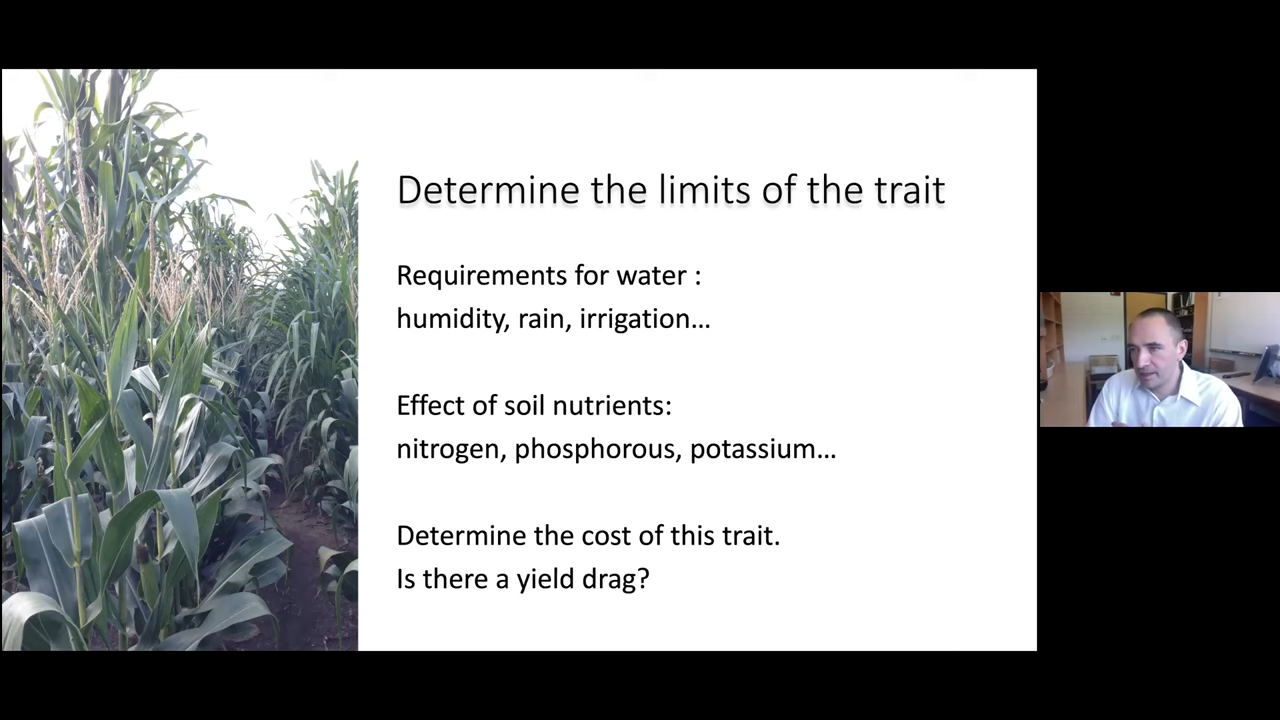 Determine the limits of the trait
Requirements for water :
humidity, rain, irrigation...
Effect of soil nutrients:
nitrogen, phosphorous, potassium...
Determine the cost of this trait.
Is there a yield drag?